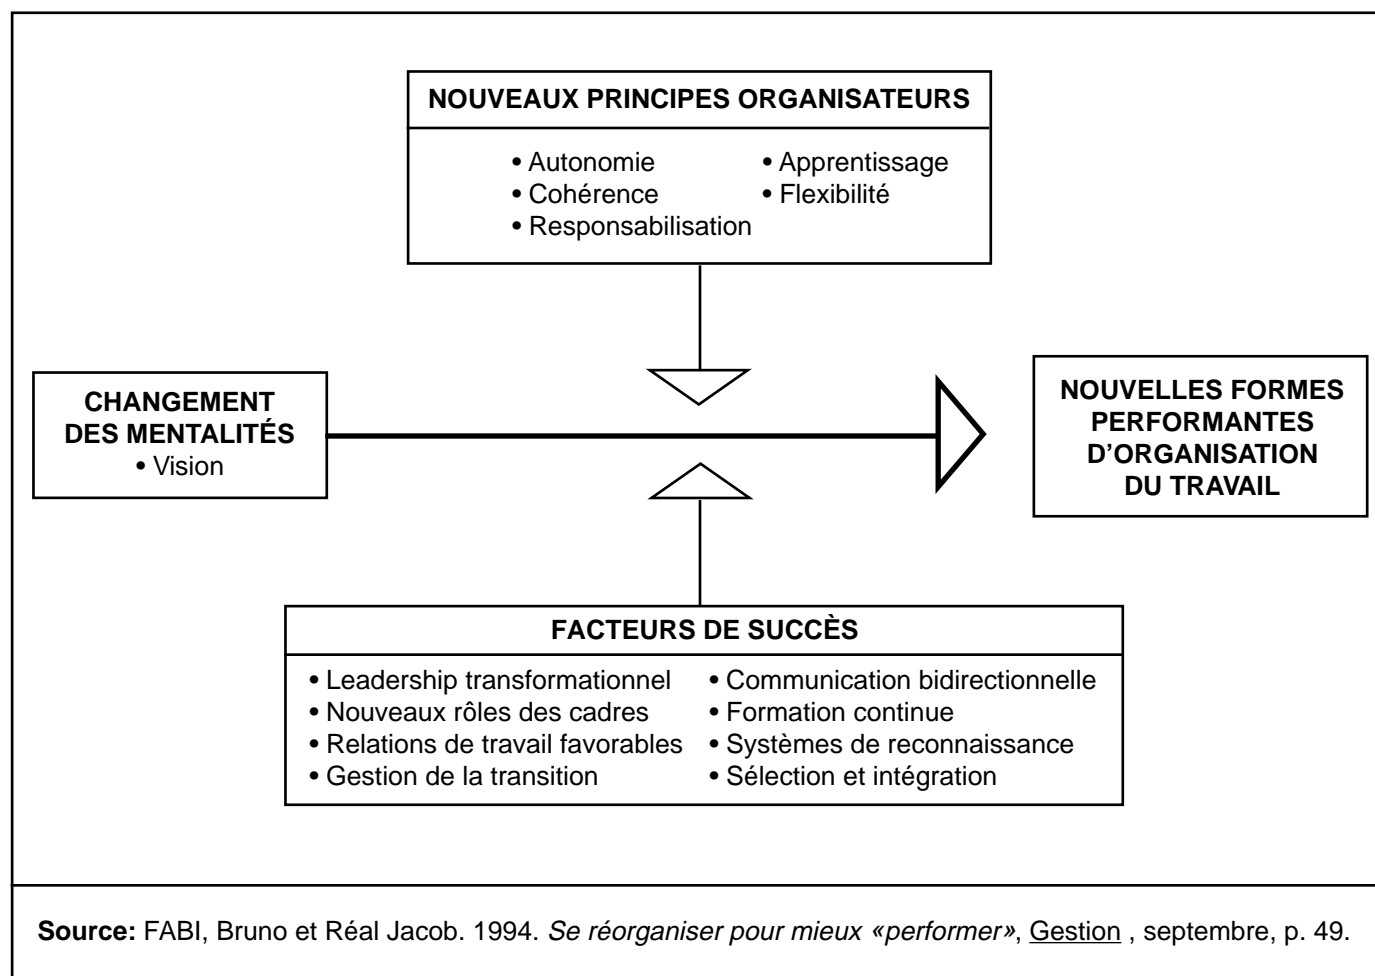 NOUVEAUX PRINCIPES ORGANISATEURS
• Autonomie
• Cohérence
• Responsabilisation
• Apprentissage
• Flexibilité
CHANGEMENT
DES MENTALITÉS
• Vision
NOUVELLES FORMES
PERFORMANTES
D’ORGANISATION
DU TRAVAIL
FACTEURS DE SUCCÈS
• Leadership transformationnel
• Nouveaux rôles des cadres
• Relations de travail favorables
• Gestion de la transition
• Communication bidirectionnelle
• Formation continue
• Systèmes de reconnaissance
• Sélection et intégration
Source: FABI, Bruno et Réal Jacob. 1994. Se réorganiser pour mieux «performer», Gestion , septembre, p. 49.